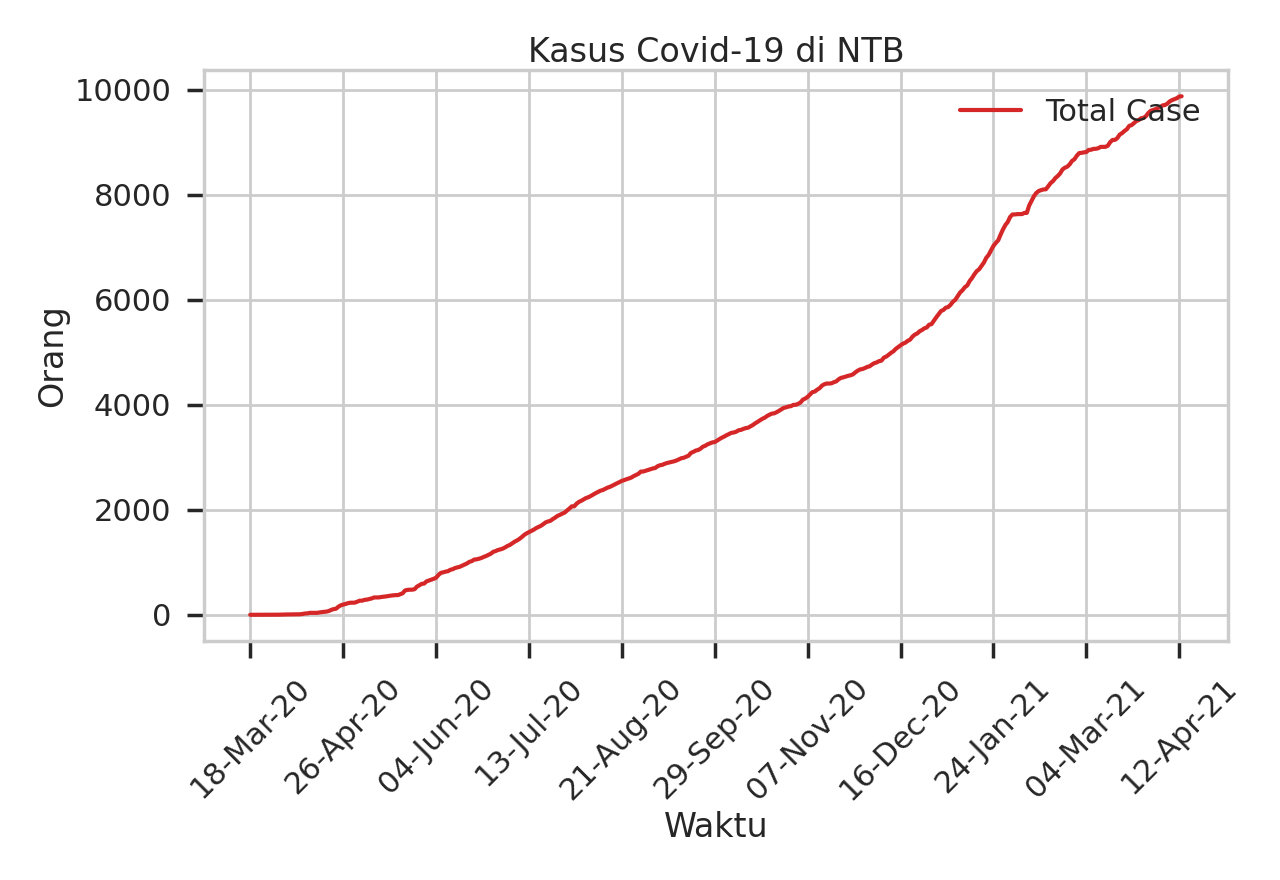 Kasus Covid-19 di NTB
Total Case
10000
8000
6000
4000
2000
0
Orang
18-Mar-20
26-Apr-20
04-Jun-20
13-Jul-20
21-Aug-20
29-Sep-20
07-Nov-20
16-Dec-20
24-Jan-21
04-Mar-21
12-Apr-21
Waktu